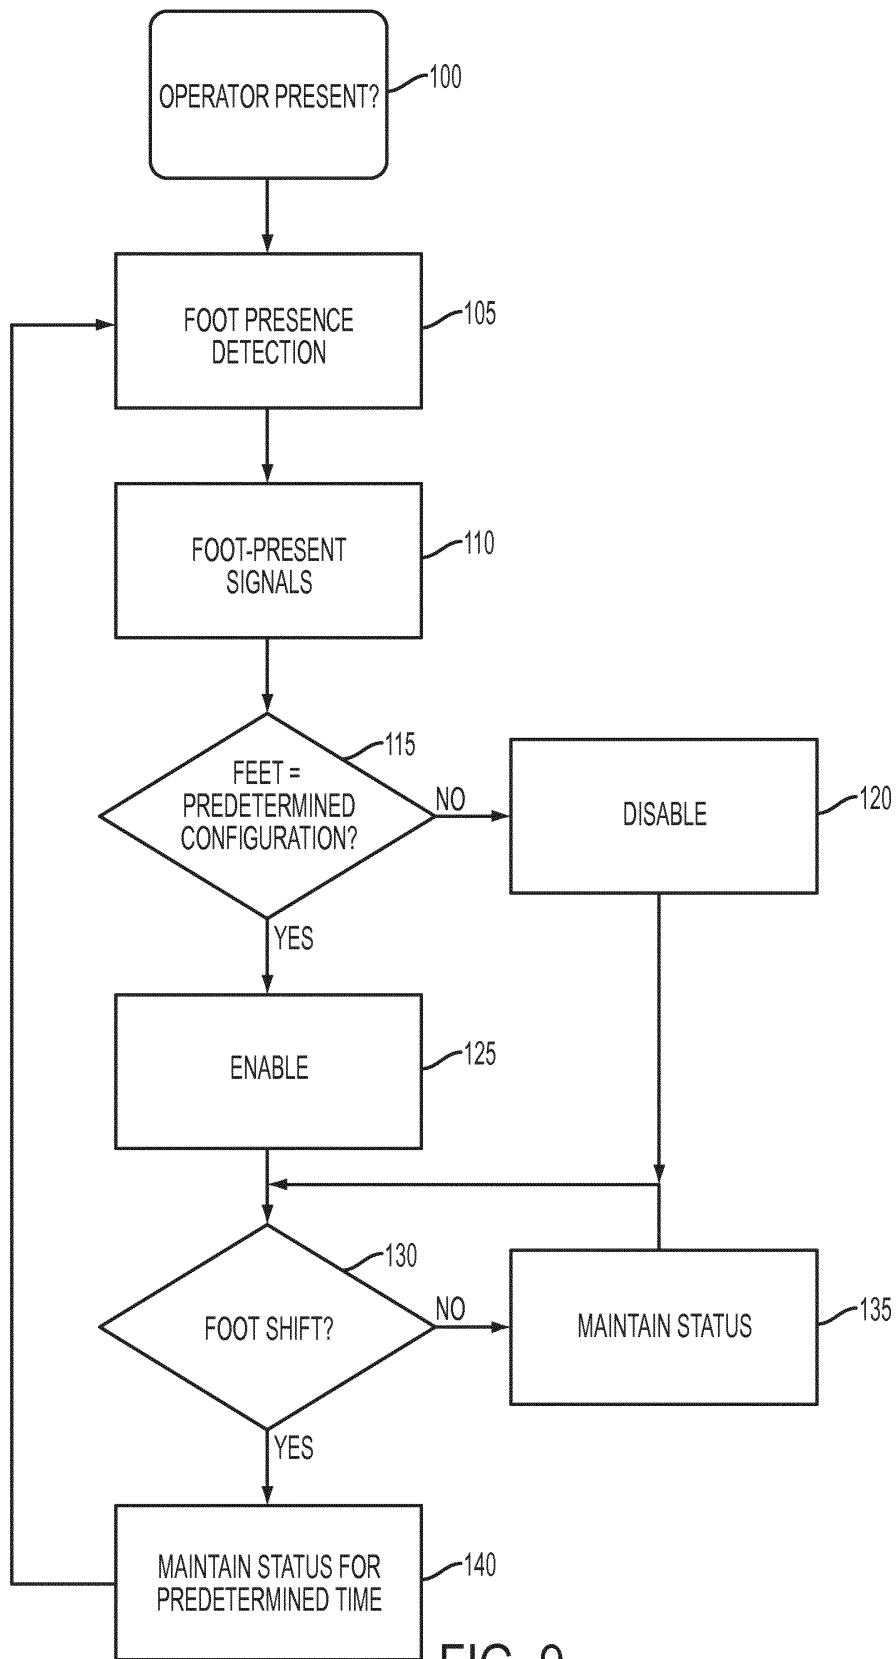 OPERATOR PRESENT?
100
FOOT PRESENCE
DETECTION
105
FOOT-PRESENT
SIGNALS
110
115
FEET =
PREDETERMINED
CONFIGURATION?
NO
DISABLE
120
YES
ENABLE
125
130
FOOT SHIFT?
NO
MAINTAIN STATUS
135
YES
MAINTAIN STATUS FOR
PREDETERMINED TIME
140
FIG.